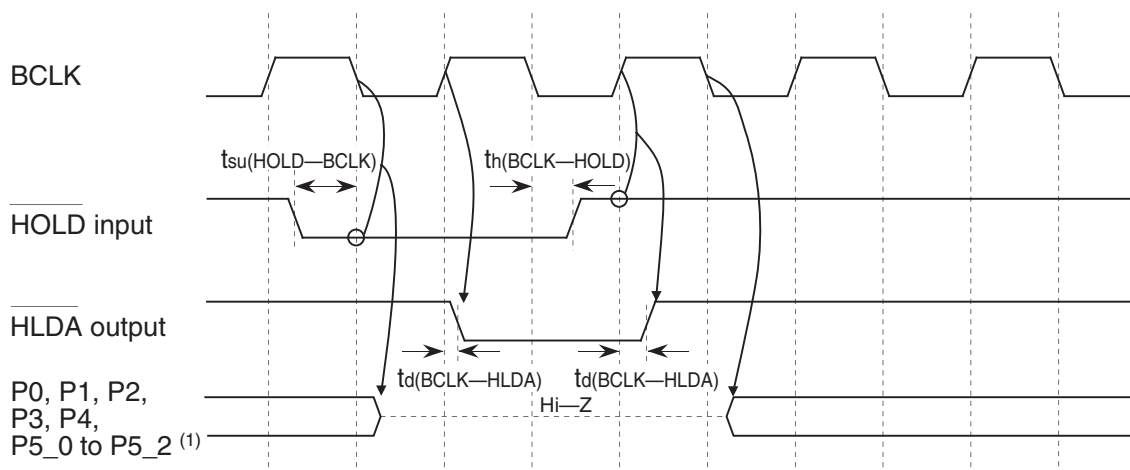 BCLK
tsu(HOLD—BCLK)
th(BCLK—HOLD)
HOLD input
HLDA output
td(BCLK—HLDA)
td(BCLK—HLDA)
Hi—Z
P0, P1, P2,
P3, P4,
P5_0 to P5_2 (1)